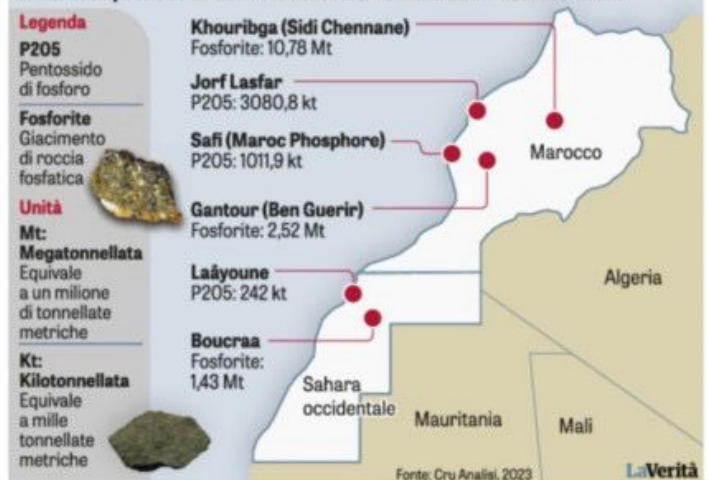 Legenda
P205
Pentossido
di fosforo
Fosforite
Giacimento
di roccia
fosfatica
Unità
Mt:
Megatonnellata
Equivale
a un milione
di tonnellate
metriche
Kt:
Kilotonnellata
Equivale
a mille
tonnellate
metriche
Khouribga (Sidi Chennane)
Fosforite: 10,78 Mt
Jorf Lasfar
P205: 3080,8 kt
Safi (Maroc Phosphore)
P205: 1011,9 kt
Gantour (Ben Guerir)
Fosforite: 2,52 Mt
Laâyoune
P205: 242 kt
Boucraa
Fosforite:
1,43 Mt
Marocco
Algeria
Sahara
occidentale
Mauritania
Mali
Fonte: Cru Analisi, 2023
LaVerità